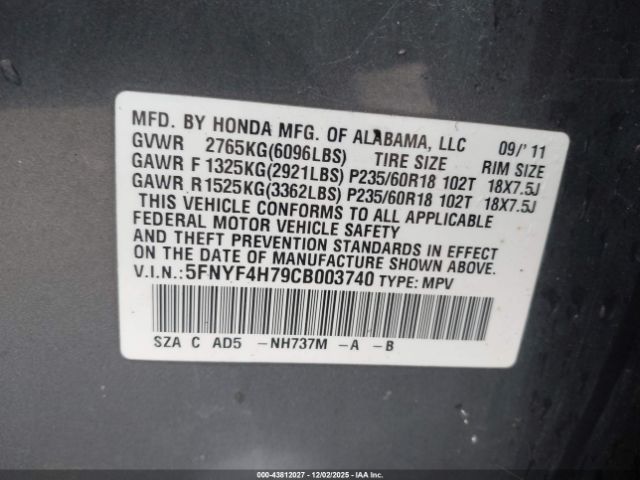 MFD. BY HONDA MFG. OF ALABAMA, LLC 09/'11
GVWR 2765KG(6096LBS) TIRE SIZE RIM SIZE
GAWR F 1325KG(2921LBS) P235/60R18 102T 18X7.5J
GAWR R 1525KG(3362LBS) P235/60R18 102T 18X7.5J
THIS VEHICLE CONFORMS TO ALL APPLICABLE
FEDERAL MOTOR VEHICLE SAFETY
AND THEFT PREVENTION STANDARDS IN EFFECT
ON THE DATE OF MANUFACTURE SHOWN ABOVE.
V.I.N.:5FNYF4H79CB003740 TYPE: MPV
SZA C AD5 -NH737M -A -B
000-43812027 - 12/02/2025 - IAAI.COM